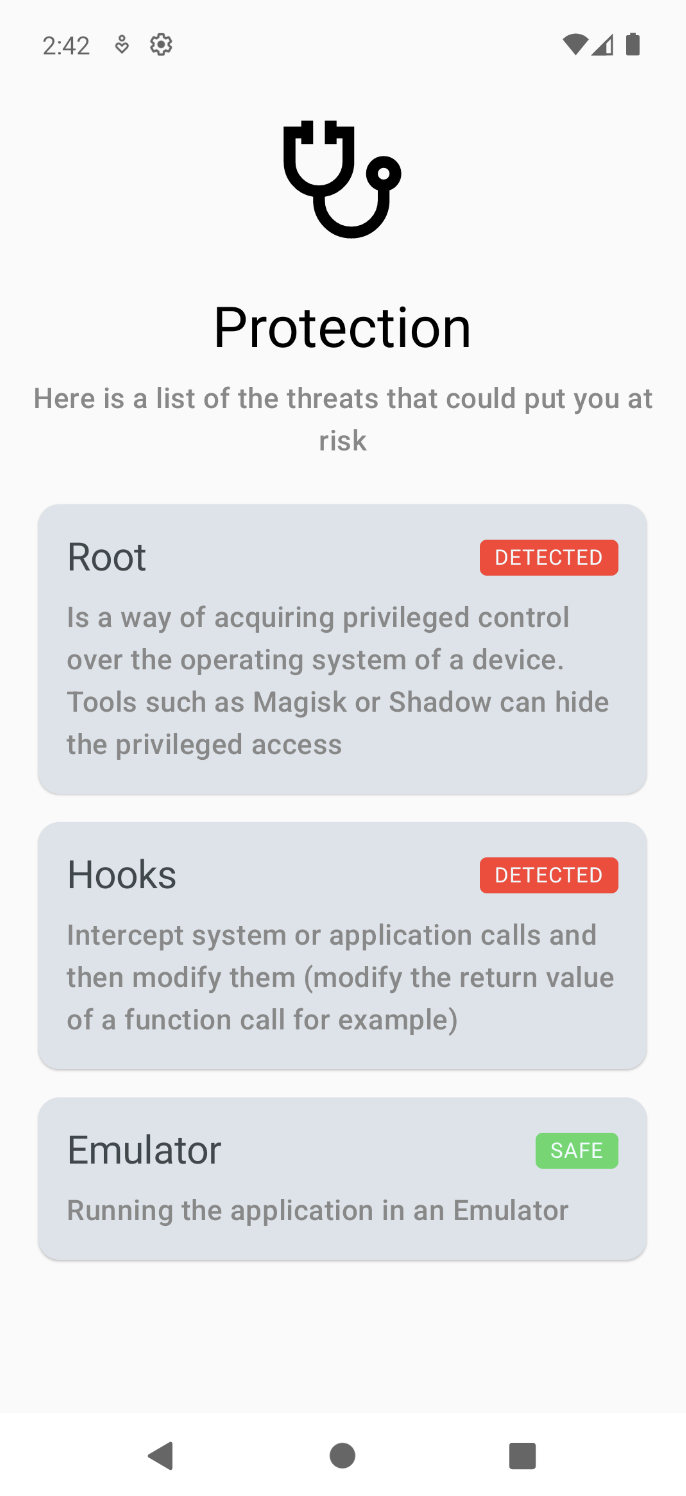 2:42
Protection
Here is a list of the threats that could put you at
risk
Root
DETECTED
Is a way of acquiring privileged control
over the operating system of a device.
Tools such as Magisk or Shadow can hide
the privileged access
Hooks
DETECTED
Intercept system or application calls and
then modify them (modify the return value
of a function call for example)
Emulator
SAFE
Running the application in an Emulator